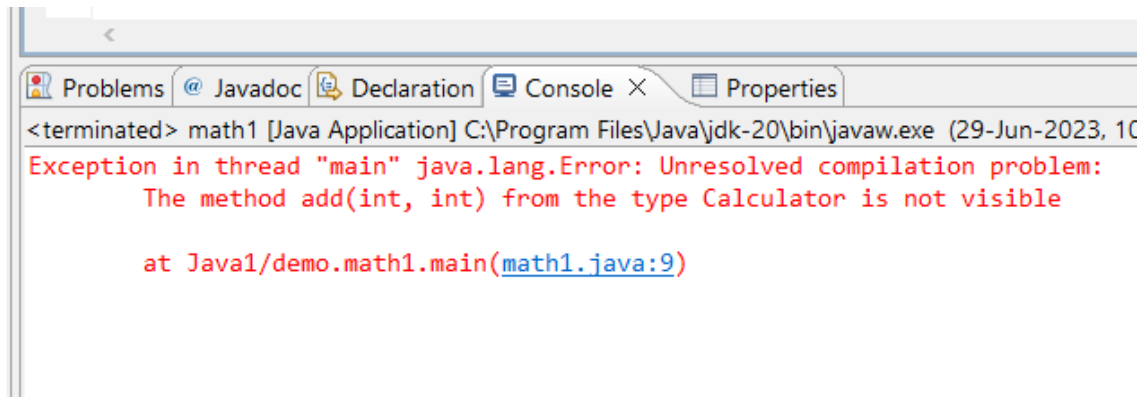 Problems @ Javadoc Declaration Console Properties
<terminated> math1 [Java Application] C:\Program Files\Java\jdk-20\bin\javaw.exe (29-Jun-2023, 10
Exception in thread "main" java.lang.Error: Unresolved compilation problem:
The method add(int, int) from the type Calculator is not visible
at Java1/demo.math1.main(math1.java:9)